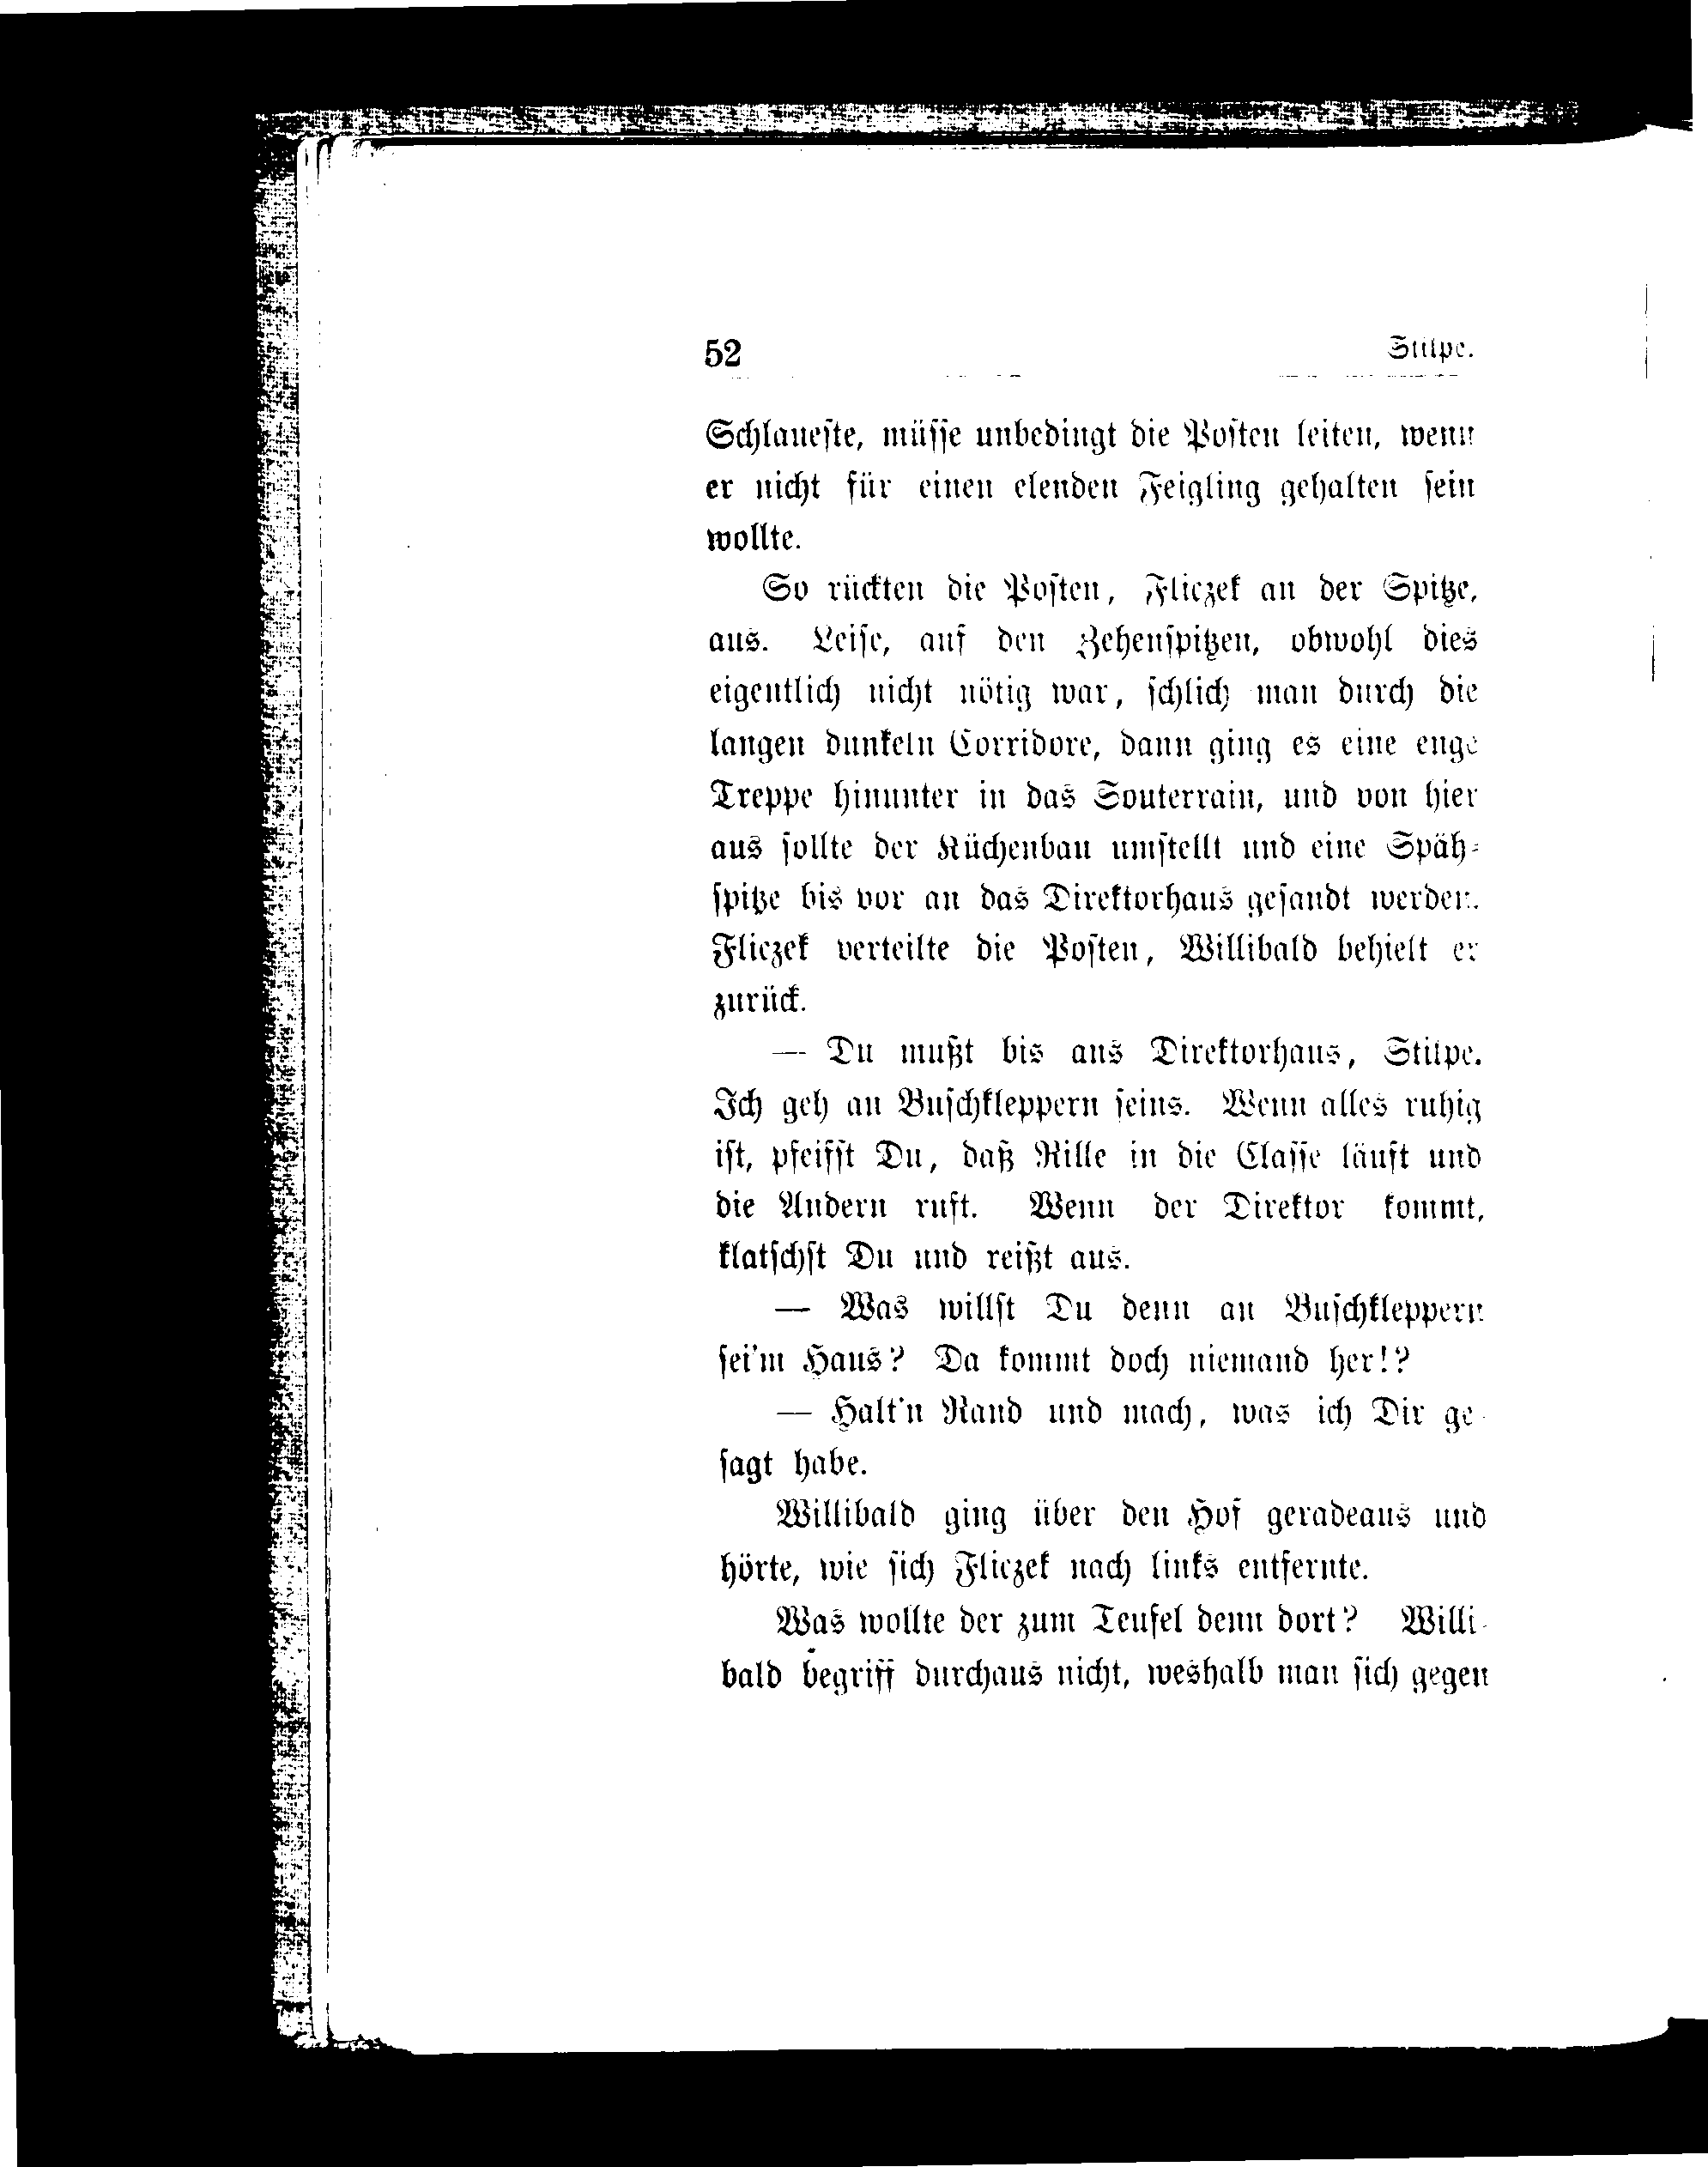 52 Stilpe.
Schlaueste, müsse unbedingt die Posten leiten, wenn
er nicht für einen elenden Feigling gehalten sein
wollte.
So rückten die Posten, Fliczek an der Spitze,
aus. Leise, auf den Zehenspitzen, obwohl dies
eigentlich nicht nötig war, schlich man durch die
langen dunkeln Corridore, dann ging es eine enge
Treppe hinunter in das Souterrain, und von hier
aus sollte der Küchenbau umstellt und eine Späh-
spitze bis vor an das Direktorhaus gesandt werden.
Fliczek verteilte die Posten, Willibald behielt er
zurück.
— Du mußt bis ans Direktorhaus, Stilpe.
Ich geh an Buschkleppern seins. Wenn alles ruhig
ist, pfeifst Du, daß Rille in die Classe läuft und
die Andern ruft. Wenn der Direktor kommt,
klatschst Du und reißt aus.
— Was willst Du denn an Buschkleppern
sei'm Haus? Da kommt doch niemand her!?
— Halt'n Rand und mach, was ich Dir ge-
sagt habe.
Willibald ging über den Hof geradeaus und
hörte, wie sich Fliczek nach links entfernte.
Was wollte der zum Teufel denn dort? Willi-
bald begriff durchaus nicht, weshalb man sich gegen